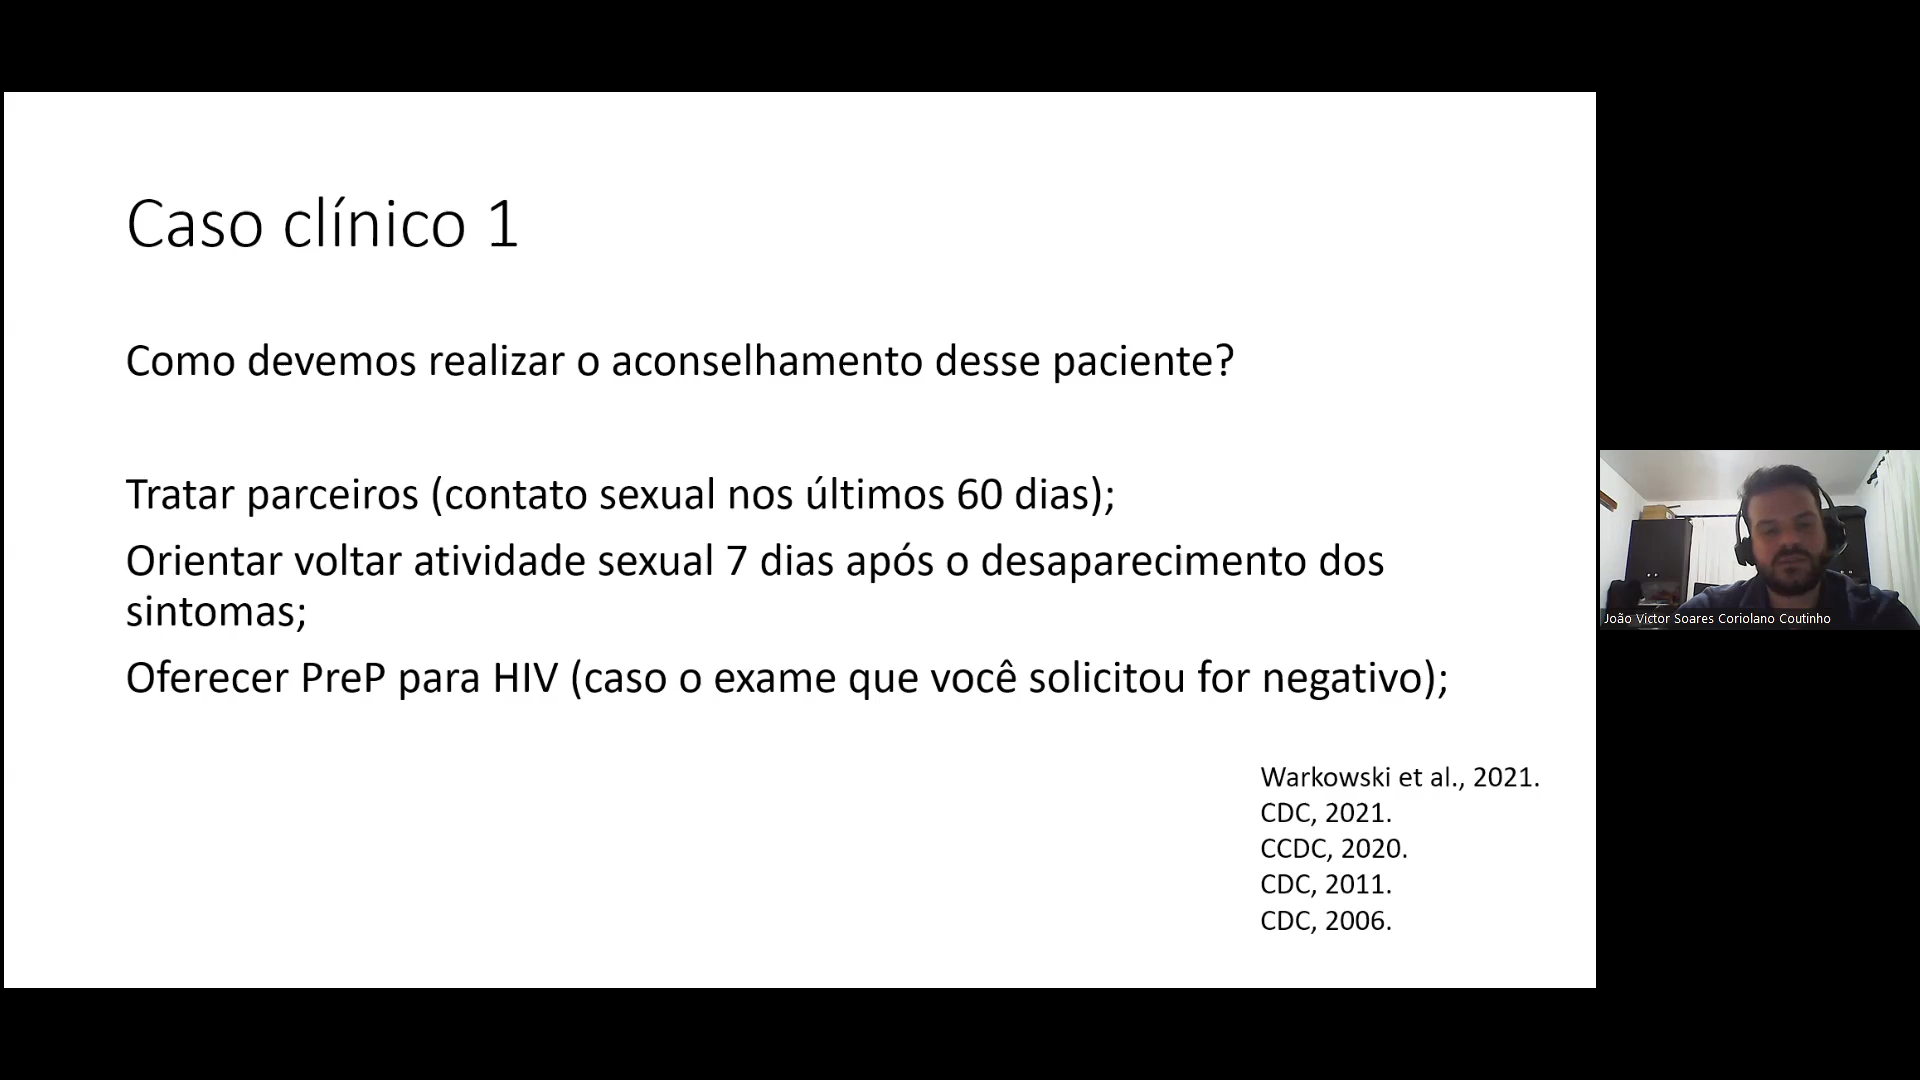 Caso clínico 1
Como devemos realizar o aconselhamento desse paciente?
Tratar parceiros (contato sexual nos últimos 60 dias);
Orientar voltar atividade sexual 7 dias após o desaparecimento dos
sintomas;
Oferecer PreP para HIV (caso o exame que você solicitou for negativo);
Warkowski et al., 2021.
CDC, 2021.
CCDC, 2020.
CDC, 2011.
CDC, 2006.
João Victor Soares Coriolano Coutinho